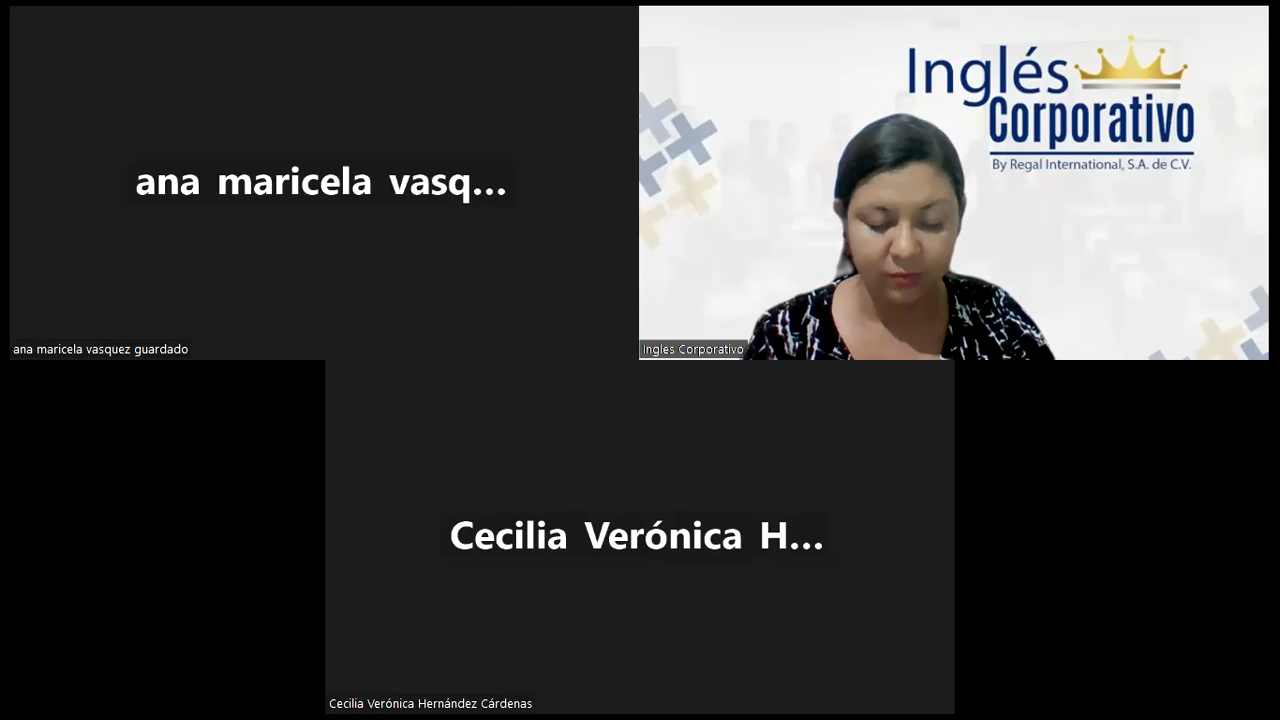 ana maricela vasq...
ana maricela vasquez guardado
Inglés
Corporativo
By Regal International, S.A. de C.V.
Ingles Corporativo
Cecilia Verónica H...
Cecilia Verónica Hernández Cárdenas